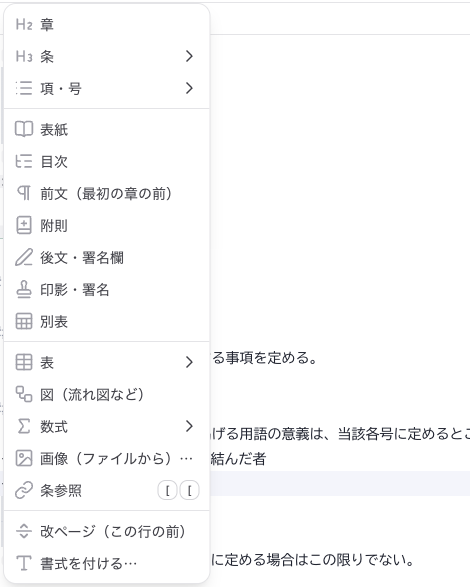 H2 章
H3 条
項・号
表紙
目次
前文（最初の章の前）
附則
後文・署名欄
印影・署名
別表
表
る事項を定める。
図（流れ図など）
数式
げる用語の意義は、当該各号に定めるとこ
画像（ファイルから）…
結んだ者
条参照 [ [
改ページ（この行の前）
書式を付ける…
に定める場合はこの限りでない。